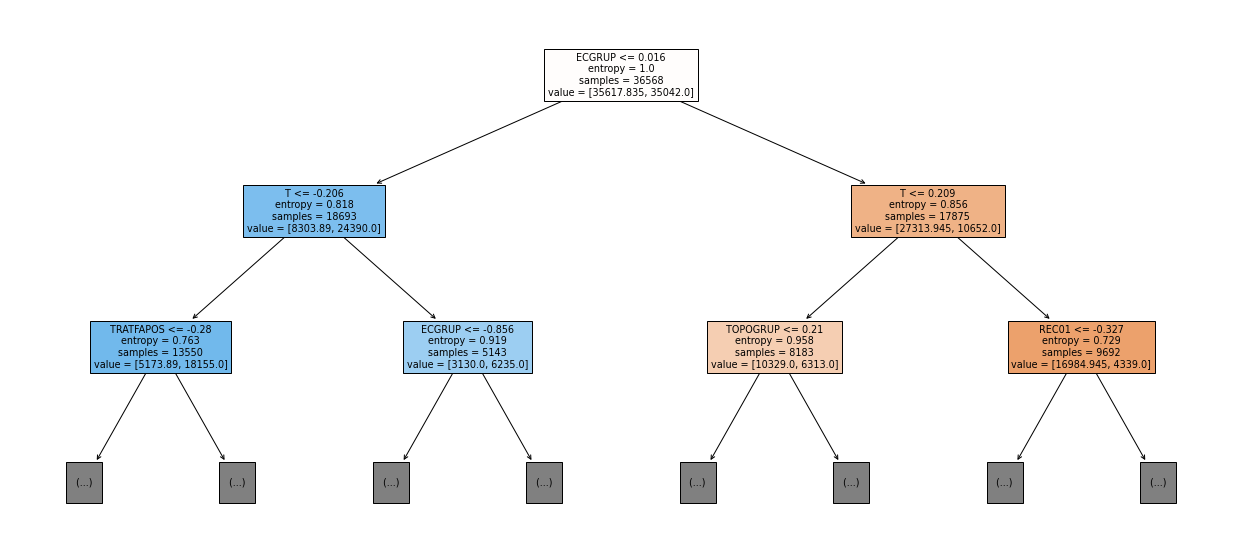 ECGRUP <= 0.016
entropy = 1.0
samples = 36568
value = [35617.835, 35042.0]
T <= -0.206
entropy = 0.818
samples = 18693
value = [8303.89, 24390.0]
T <= 0.209
entropy = 0.856
samples = 17875
value = [27313.945, 10652.0]
TRATFAPOS <= -0.28
entropy = 0.763
samples = 13550
value = [5173.89, 18155.0]
ECGRUP <= -0.856
entropy = 0.919
samples = 5143
value = [3130.0, 6235.0]
TOPOGRUP <= 0.21
entropy = 0.958
samples = 8183
value = [10329.0, 6313.0]
REC01 <= -0.327
entropy = 0.729
samples = 9692
value = [16984.945, 4339.0]
(...)
(...)
(...)
(...)
(...)
(...)
(...)
(...)